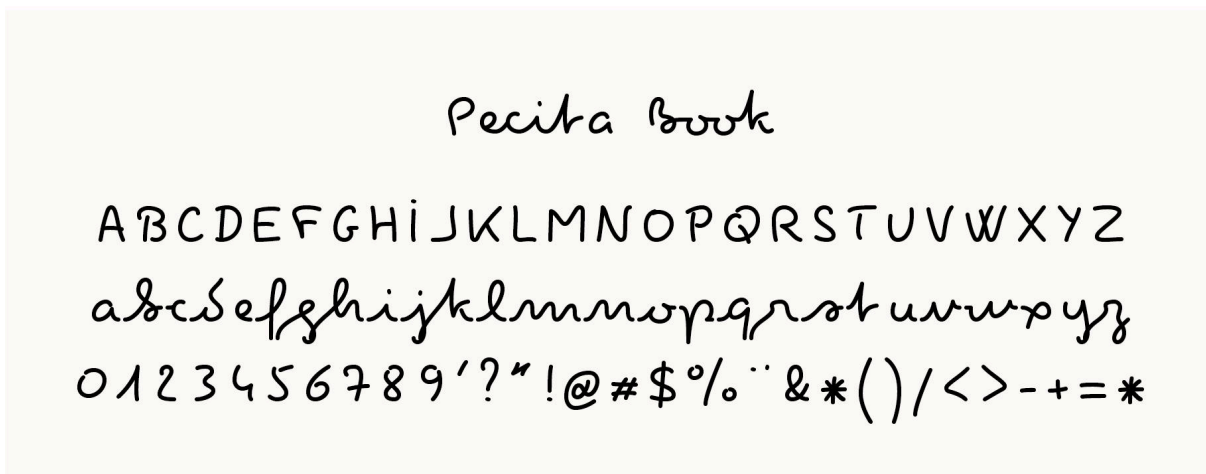 Pecita Book
ABCDEFGHIJKLMNOPQRSTUVWXYZ
abcdefghijklmnopqrstuvwxyz
0123456789'?"!@#$%¨&*()/<>-+=*